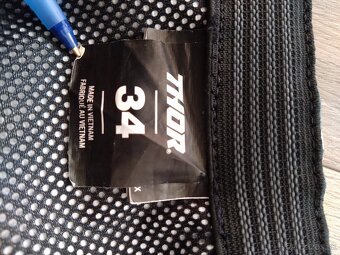 THOR
34
MADE IN VIETNAM
FABRIQUÉ AU VIETNAM
X